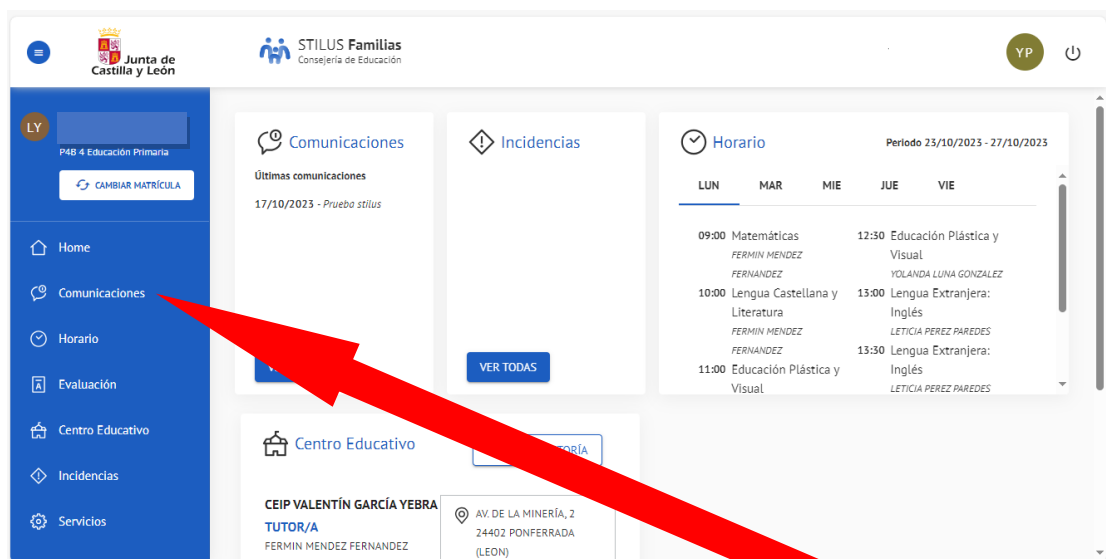 Junta de
Castilla y León
STILUS Familias
Consejería de Educación
YP
LY
P4B 4 Educación Primaria
CAMBIAR MATRÍCULA
Home
Comunicaciones
Horario
Evaluación
Centro Educativo
Incidencias
Servicios
Comunicaciones
Últimas comunicaciones
17/10/2023 - Prueba stilus
Incidencias
VER TODAS
Horario
Periodo 23/10/2023 - 27/10/2023
LUN MAR MIE JUE VIE
09:00 Matemáticas
FERMIN MENDEZ
FERNANDEZ
10:00 Lengua Castellana y
Literatura
FERMIN MENDEZ
FERNANDEZ
11:00 Educación Plástica y
Visual
12:30 Educación Plástica y
Visual
YOLANDA LUNA GONZALEZ
13:00 Lengua Extranjera:
Inglés
LETICIA PEREZ PAREDES
13:30 Lengua Extranjera:
Inglés
LETICIA PEREZ PAREDES
Centro Educativo
CEIP VALENTÍN GARCÍA YEBRA
TUTOR/A
FERMIN MENDEZ FERNANDEZ
AV. DE LA MINERÍA, 2
24402 PONFERRADA
(LEON)